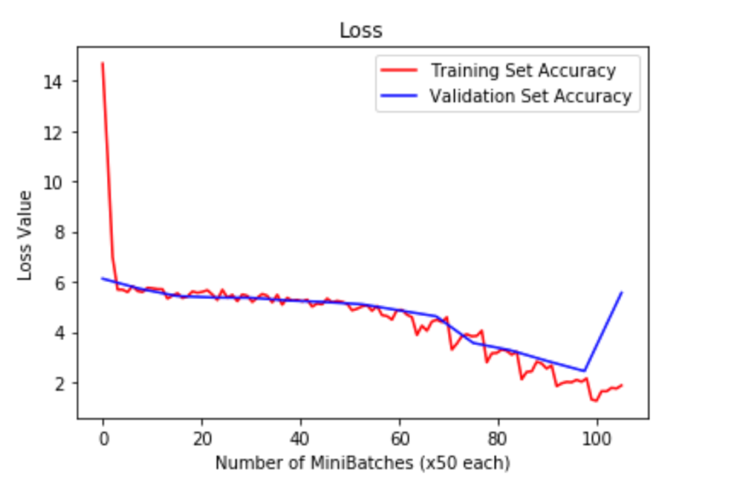 Loss
Training Set Accuracy
Validation Set Accuracy
Loss Value
14
12
10
8
6
4
2
0 20 40 60 80 100
Number of MiniBatches (x50 each)